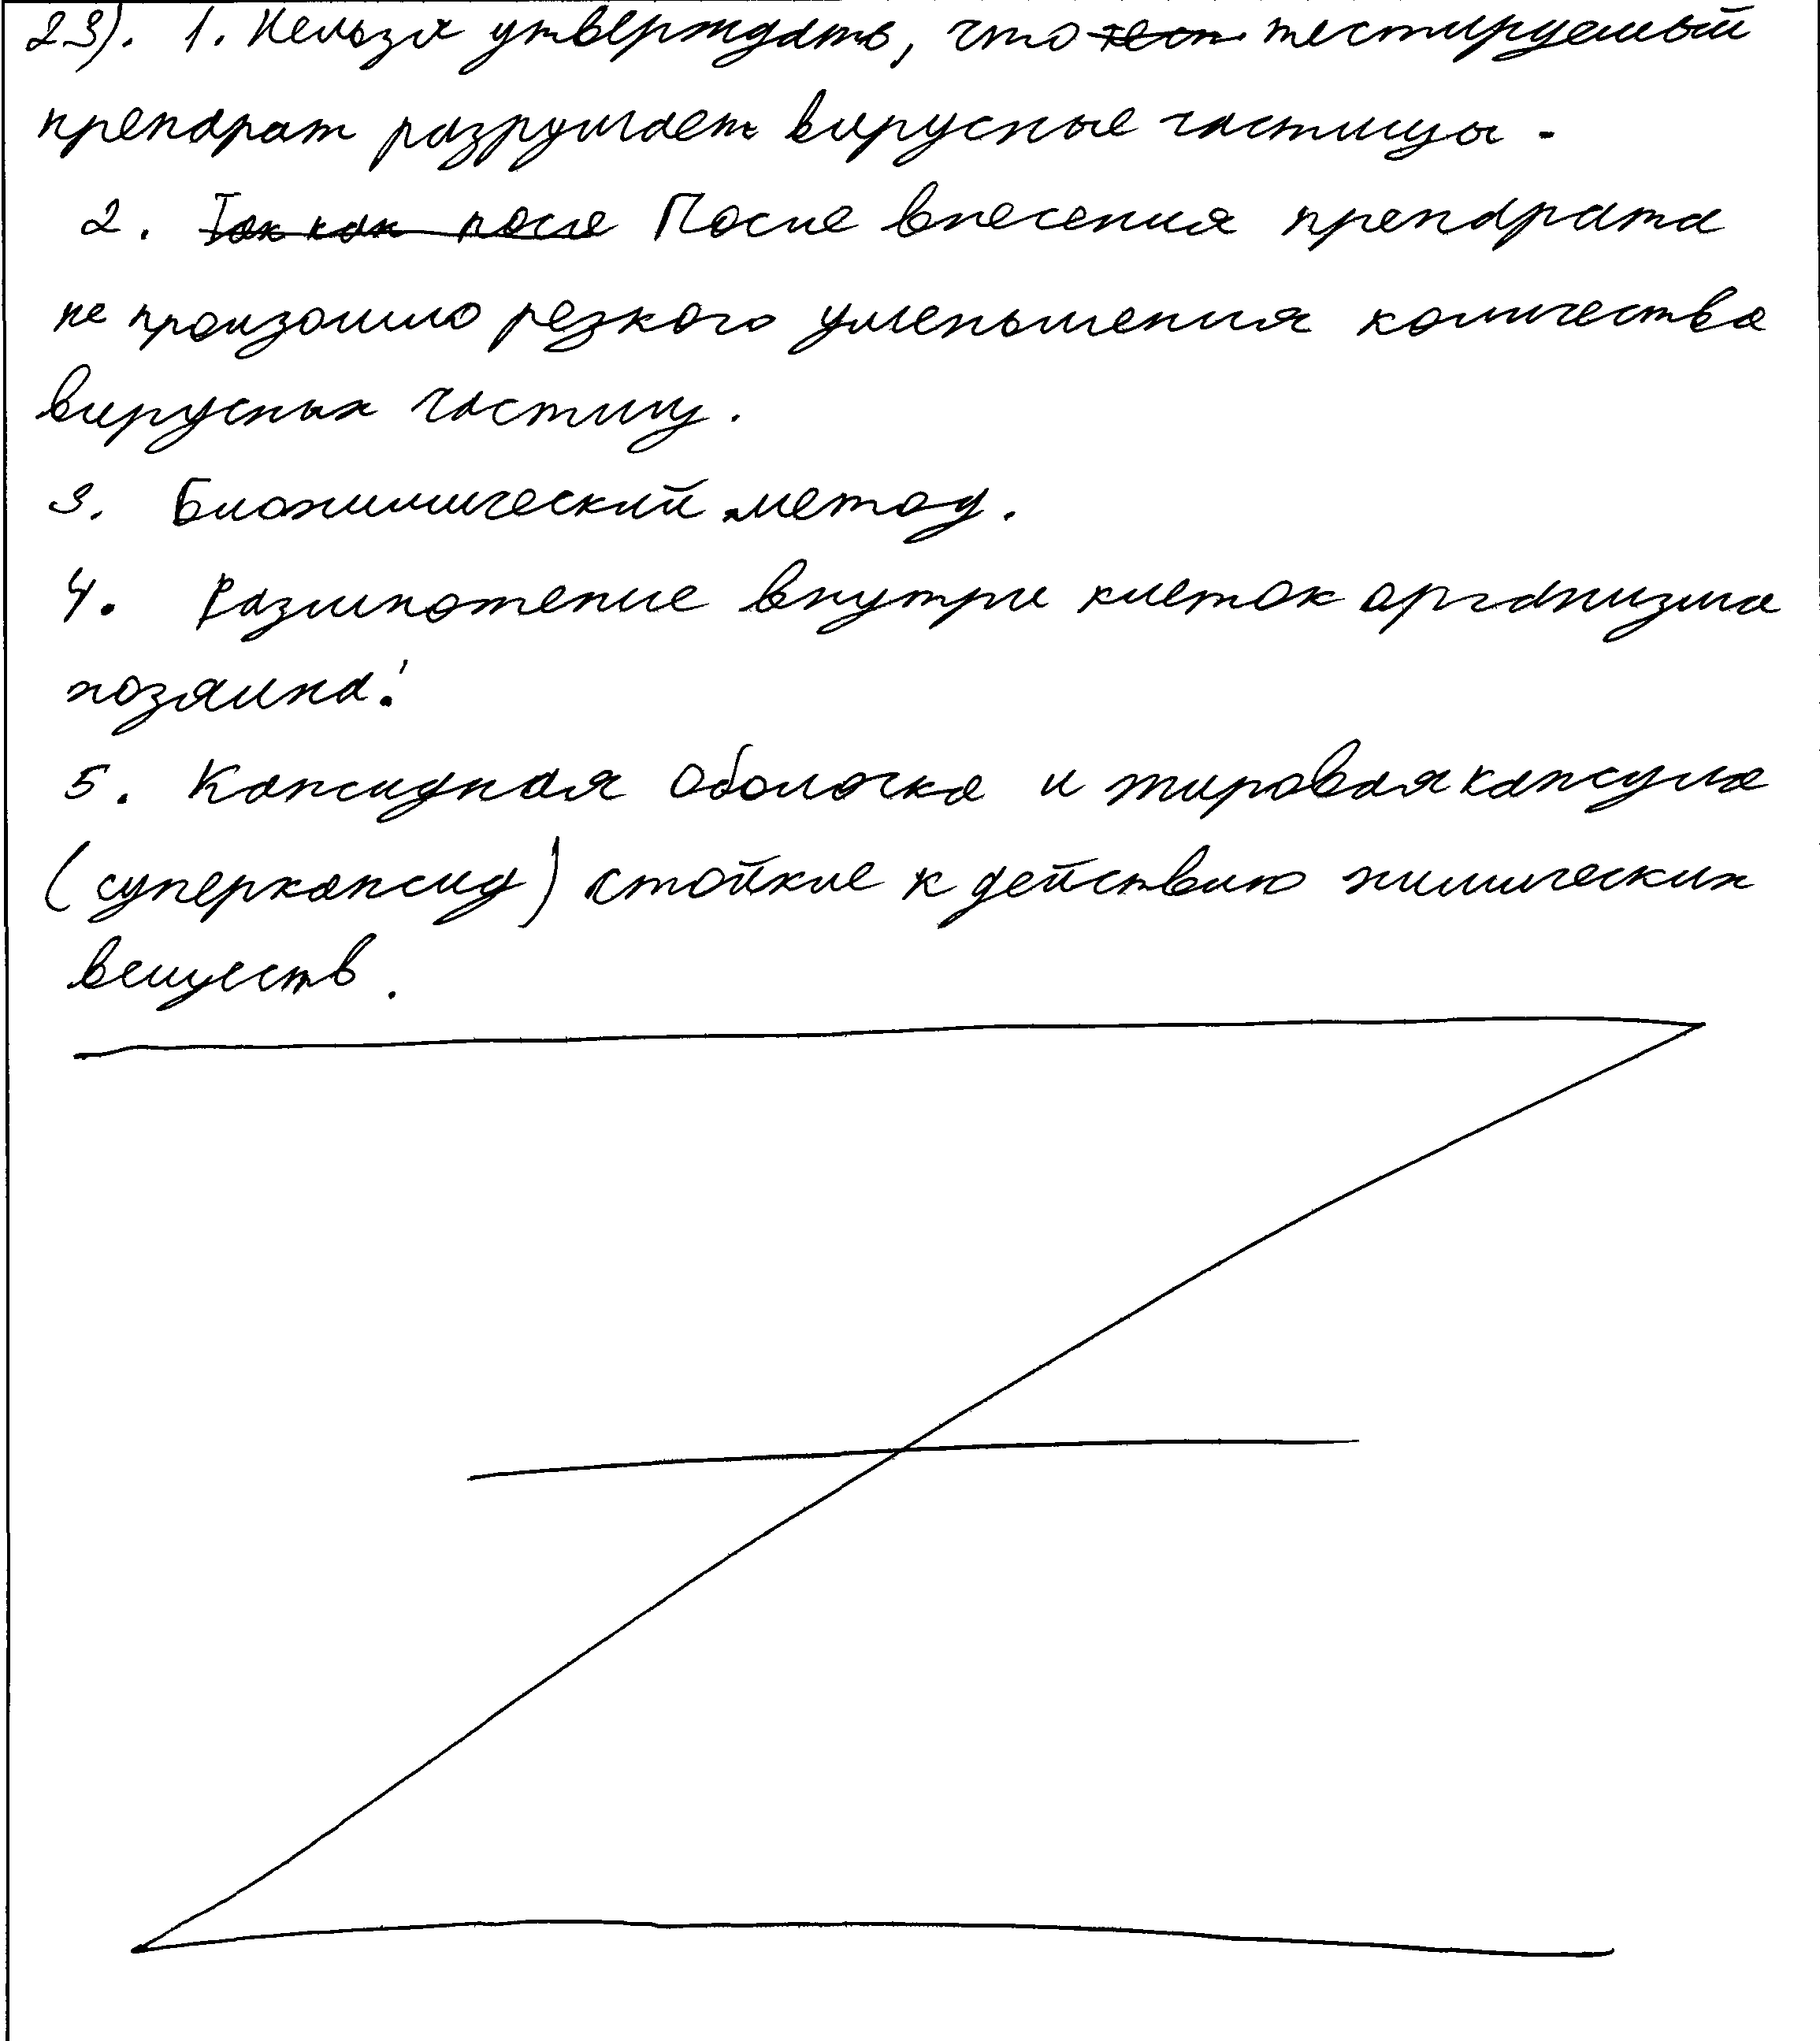 23). 1. Нельзя утверждать, что тест тестируемый
препарат разрушает вирусные частицы.
2. Так как после После внесения препарата
не произошло резкого уменьшения количества
вирусных частиц.
3. Биохимический метод.
4. Размножение внутри клеток организма
хозяина.
5. Капсидная оболочка и жировая капсула
(суперкапсид) стойкие к действию химических
веществ.